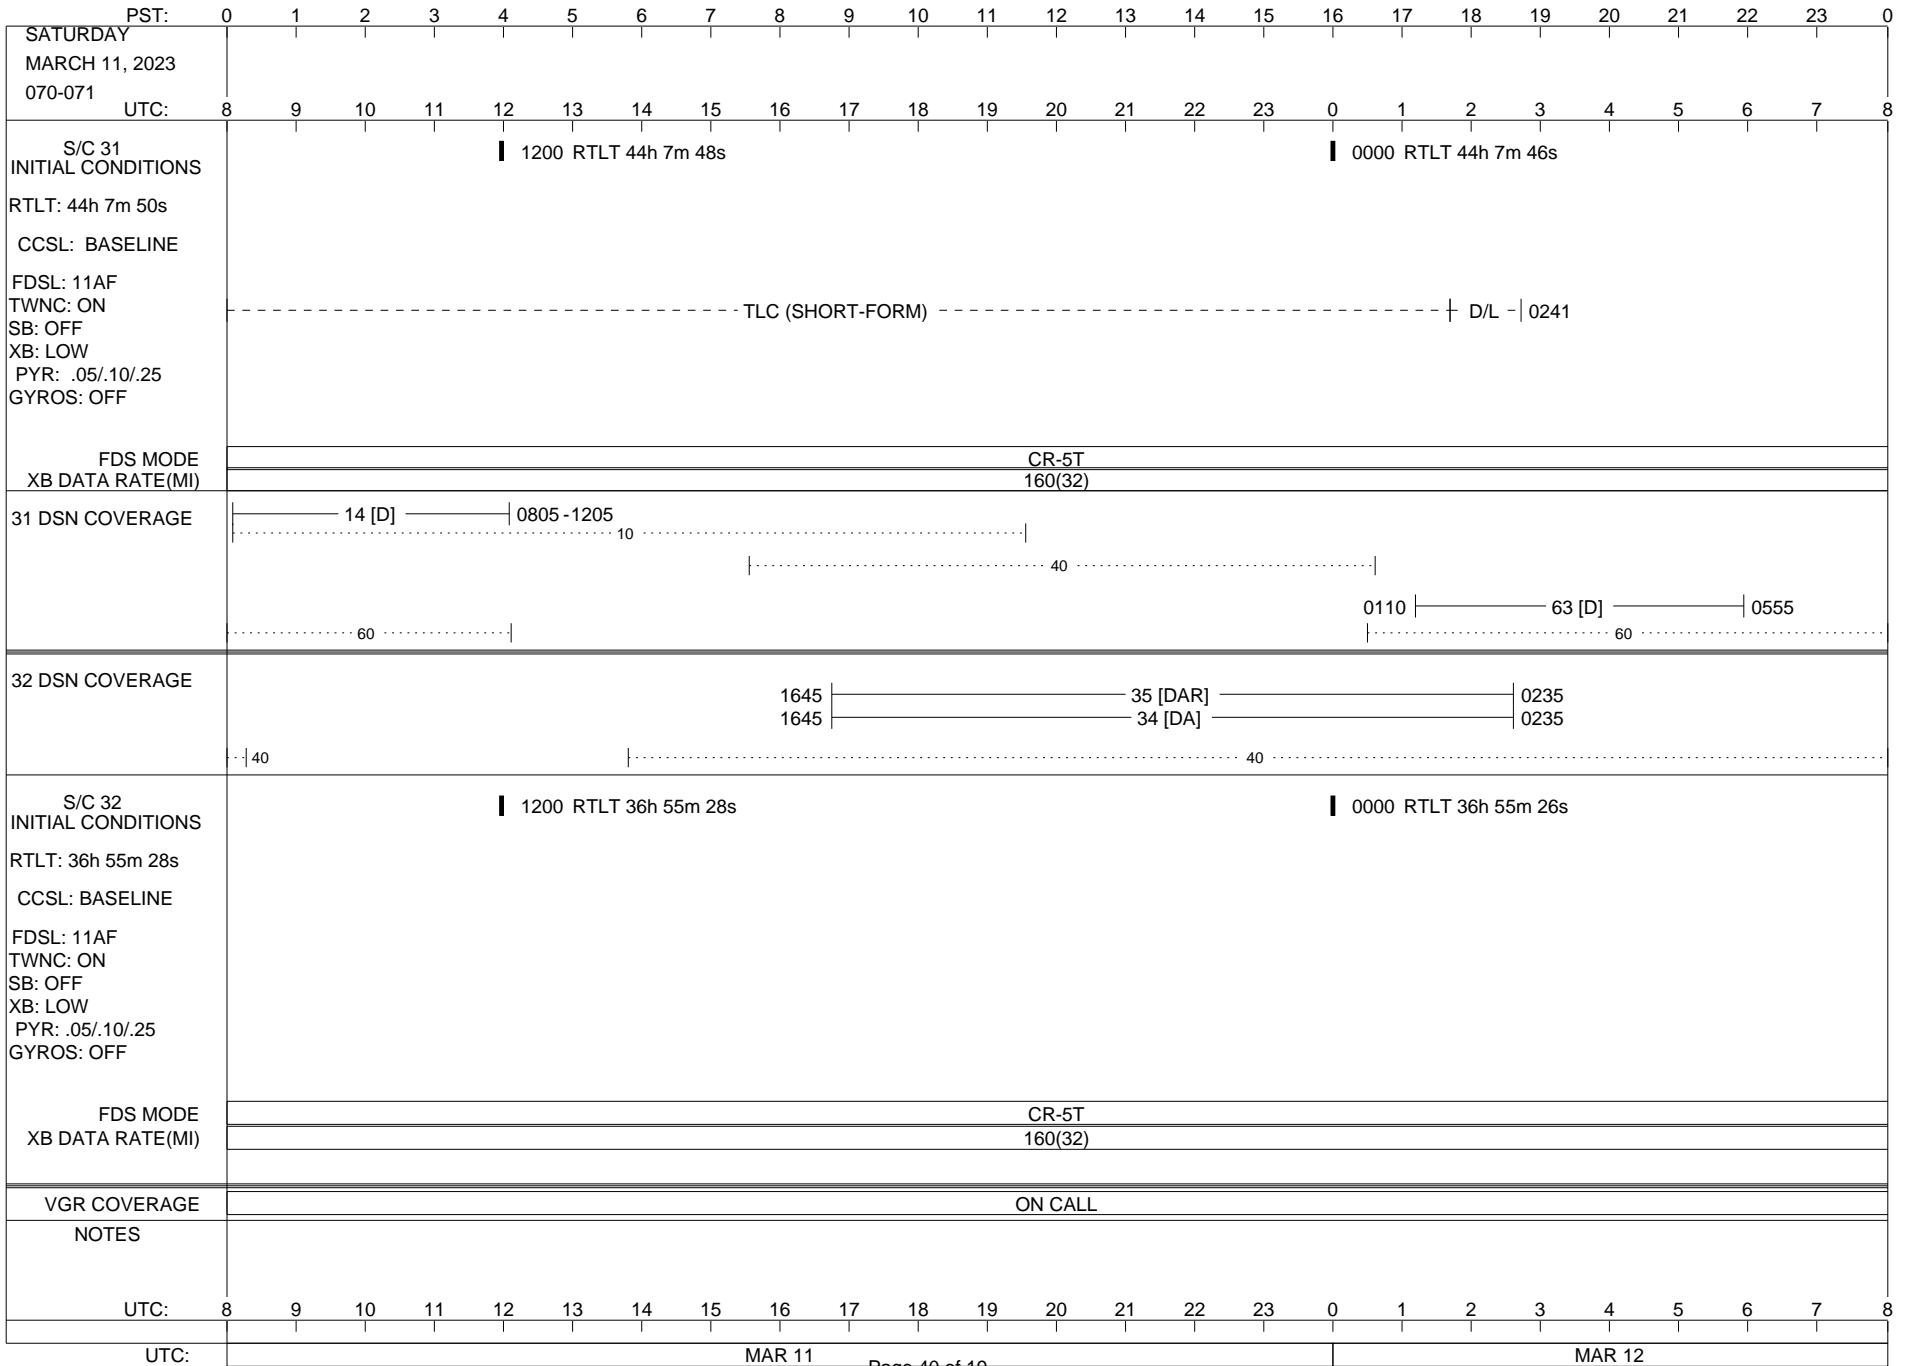 PST: 0 1 2 3 4 5 6 7 8 9 10 11 12 13 14 15 16 17 18 19 20 21 22 23 0
SATURDAY
MARCH 11, 2023
070-071
UTC: 8 9 10 11 12 13 14 15 16 17 18 19 20 21 22 23 0 1 2 3 4 5 6 7 8
S/C 31
INITIAL CONDITIONS
1200 RTLT 44h 7m 48s
0000 RTLT 44h 7m 46s
RTLT: 44h 7m 50s
CCSL: BASELINE
FDSL: 11AF
TWNC: ON
SB: OFF
XB: LOW
PYR: .05/.10/.25
GYROS: OFF
TLC (SHORT-FORM) D/L 0241
FDS MODE CR-5T
XB DATA RATE(MI) 160(32)
31 DSN COVERAGE
14 [D] 0805 -1205
10
40
0110 63 [D] 0555
60 60
32 DSN COVERAGE
1645 35 [DAR] 0235
1645 34 [DA] 0235
40 40
S/C 32
INITIAL CONDITIONS
1200 RTLT 36h 55m 28s
0000 RTLT 36h 55m 26s
RTLT: 36h 55m 28s
CCSL: BASELINE
FDSL: 11AF
TWNC: ON
SB: OFF
XB: LOW
PYR: .05/.10/.25
GYROS: OFF
FDS MODE CR-5T
XB DATA RATE(MI) 160(32)
VGR COVERAGE ON CALL
NOTES
UTC: 8 9 10 11 12 13 14 15 16 17 18 19 20 21 22 23 0 1 2 3 4 5 6 7 8
UTC: MAR 11 MAR 12
Page 40 of